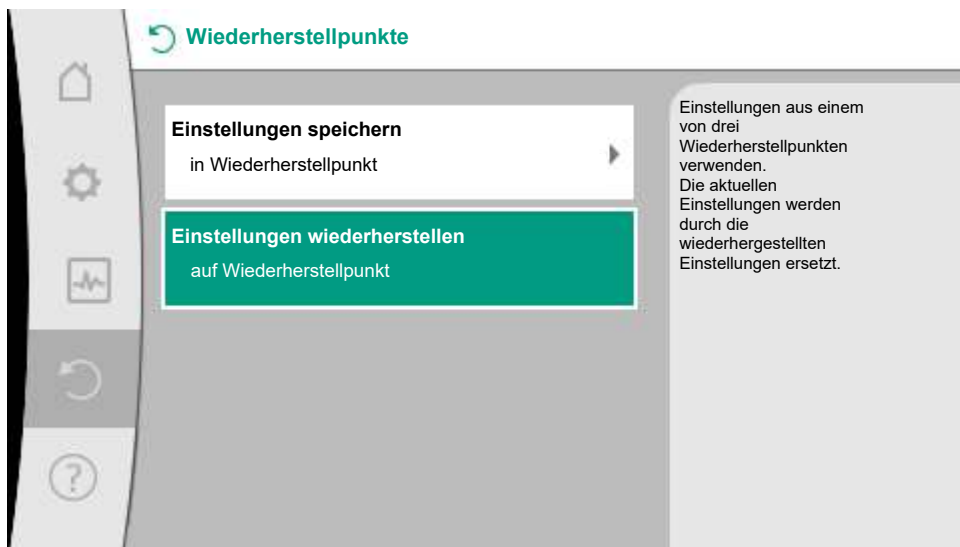 Wiederherstellpunkte
Einstellungen speichern
in Wiederherstellpunkt
Einstellungen wiederherstellen
auf Wiederherstellpunkt
Einstellungen aus einem
von drei
Wiederherstellpunkten
verwenden.
Die aktuellen
Einstellungen werden
durch die
wiederhergestellten
Einstellungen ersetzt.
?